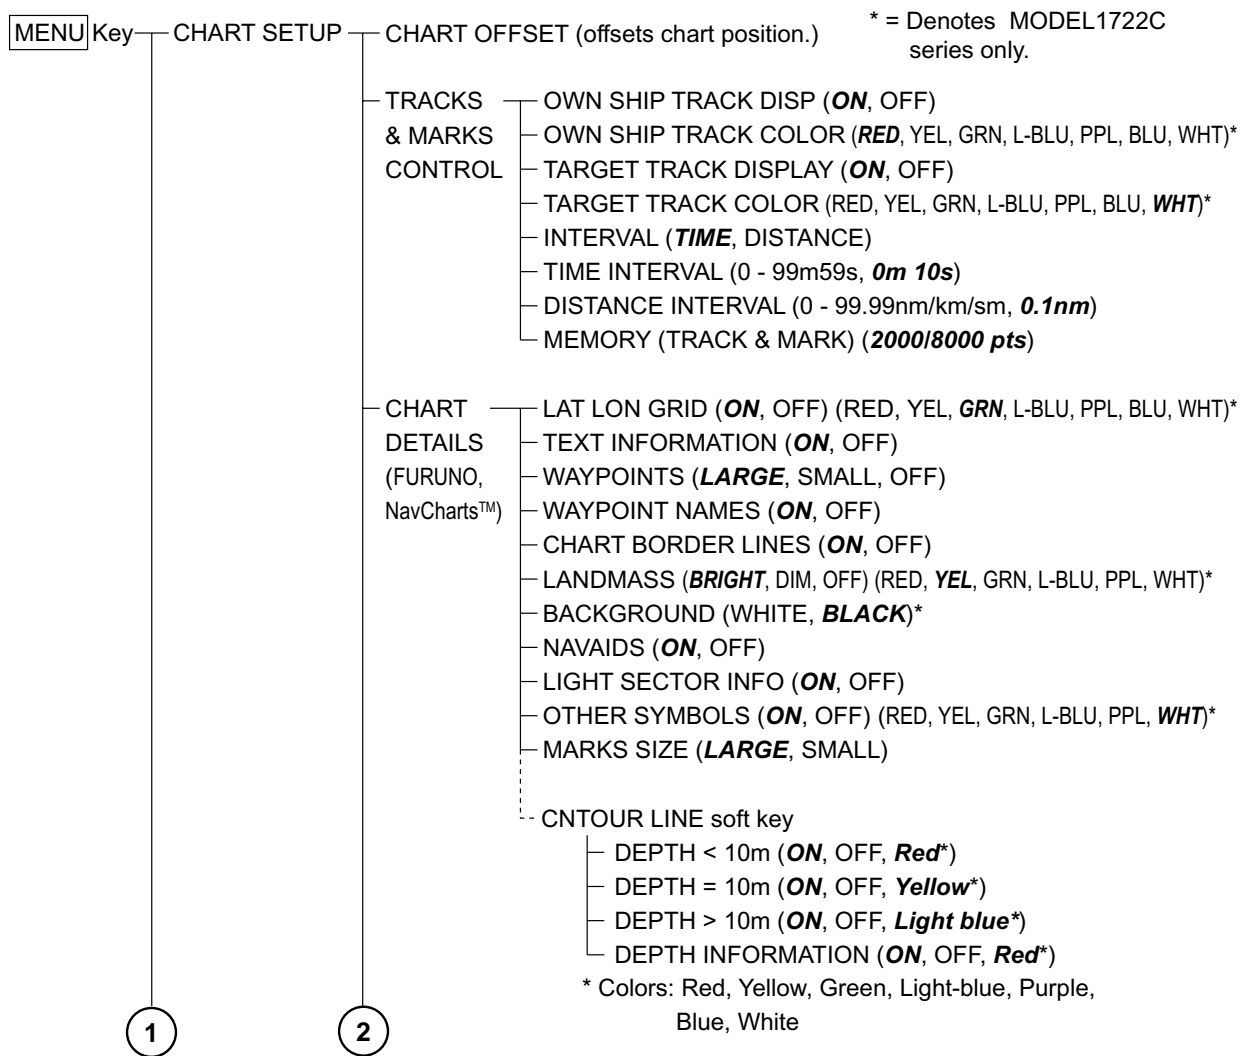 MENU Key CHART SETUP CHART OFFSET (offsets chart position.)
* = Denotes MODEL1722C
series only.
TRACKS
& MARKS
CONTROL
OWN SHIP TRACK DISP (ON, OFF)
OWN SHIP TRACK COLOR (RED, YEL, GRN, L-BLU, PPL, BLU, WHT)*
TARGET TRACK DISPLAY (ON, OFF)
TARGET TRACK COLOR (RED, YEL, GRN, L-BLU, PPL, BLU, WHT)*
INTERVAL (TIME, DISTANCE)
TIME INTERVAL (0 - 99m59s, 0m 10s)
DISTANCE INTERVAL (0 - 99.99nm/km/sm, 0.1nm)
MEMORY (TRACK & MARK) (2000/8000 pts)
CHART
DETAILS
(FURUNO,
NavCharts™)
LAT LON GRID (ON, OFF) (RED, YEL, GRN, L-BLU, PPL, BLU, WHT)*
TEXT INFORMATION (ON, OFF)
WAYPOINTS (LARGE, SMALL, OFF)
WAYPOINT NAMES (ON, OFF)
CHART BORDER LINES (ON, OFF)
LANDMASS (BRIGHT, DIM, OFF) (RED, YEL, GRN, L-BLU, PPL, WHT)*
BACKGROUND (WHITE, BLACK)*
NAVAIDS (ON, OFF)
LIGHT SECTOR INFO (ON, OFF)
OTHER SYMBOLS (ON, OFF) (RED, YEL, GRN, L-BLU, PPL, WHT)*
MARKS SIZE (LARGE, SMALL)
CNTOUR LINE soft key
DEPTH < 10m (ON, OFF, Red*)
DEPTH = 10m (ON, OFF, Yellow*)
DEPTH > 10m (ON, OFF, Light blue*)
DEPTH INFORMATION (ON, OFF, Red*)
* Colors: Red, Yellow, Green, Light-blue, Purple,
Blue, White
1
2